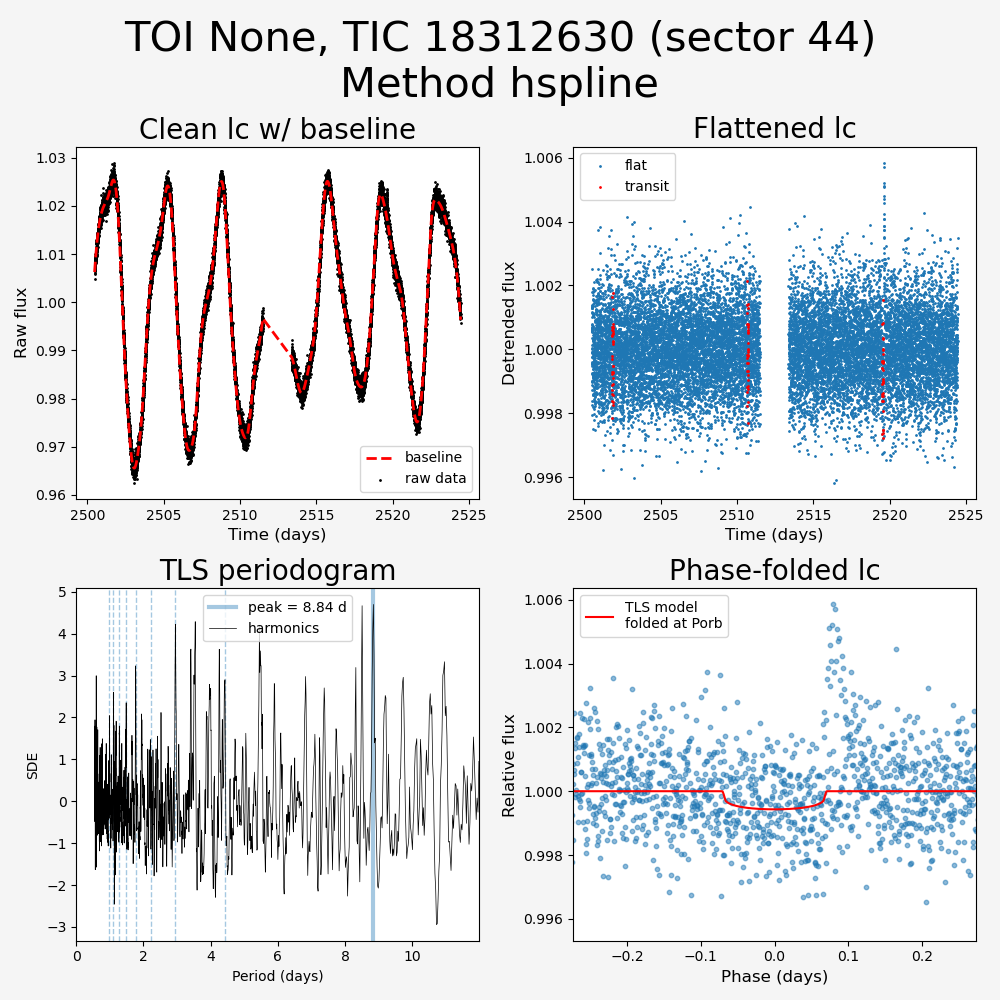 TOI None, TIC 18312630 (sector 44)
Method hspline
Clean lc w/ baseline
Raw flux
1.03
1.02
1.01
1.00
0.99
0.98
0.97
0.96
baseline
raw data
2500
2505
2510
2515
2520
2525
Time (days)
Flattened lc
Detrended flux
1.006
1.004
1.002
1.000
0.998
0.996
flat
transit
2500
2505
2510
2515
2520
2525
Time (days)
TLS periodogram
SDE
5
4
3
2
1
0
−1
−2
−3
peak = 8.84 d
harmonics
0
2
4
6
8
10
Period (days)
Phase-folded lc
Relative flux
1.006
1.004
1.002
1.000
0.998
0.996
TLS model
folded at Porb
−0.2
−0.1
0.0
0.1
0.2
Phase (days)